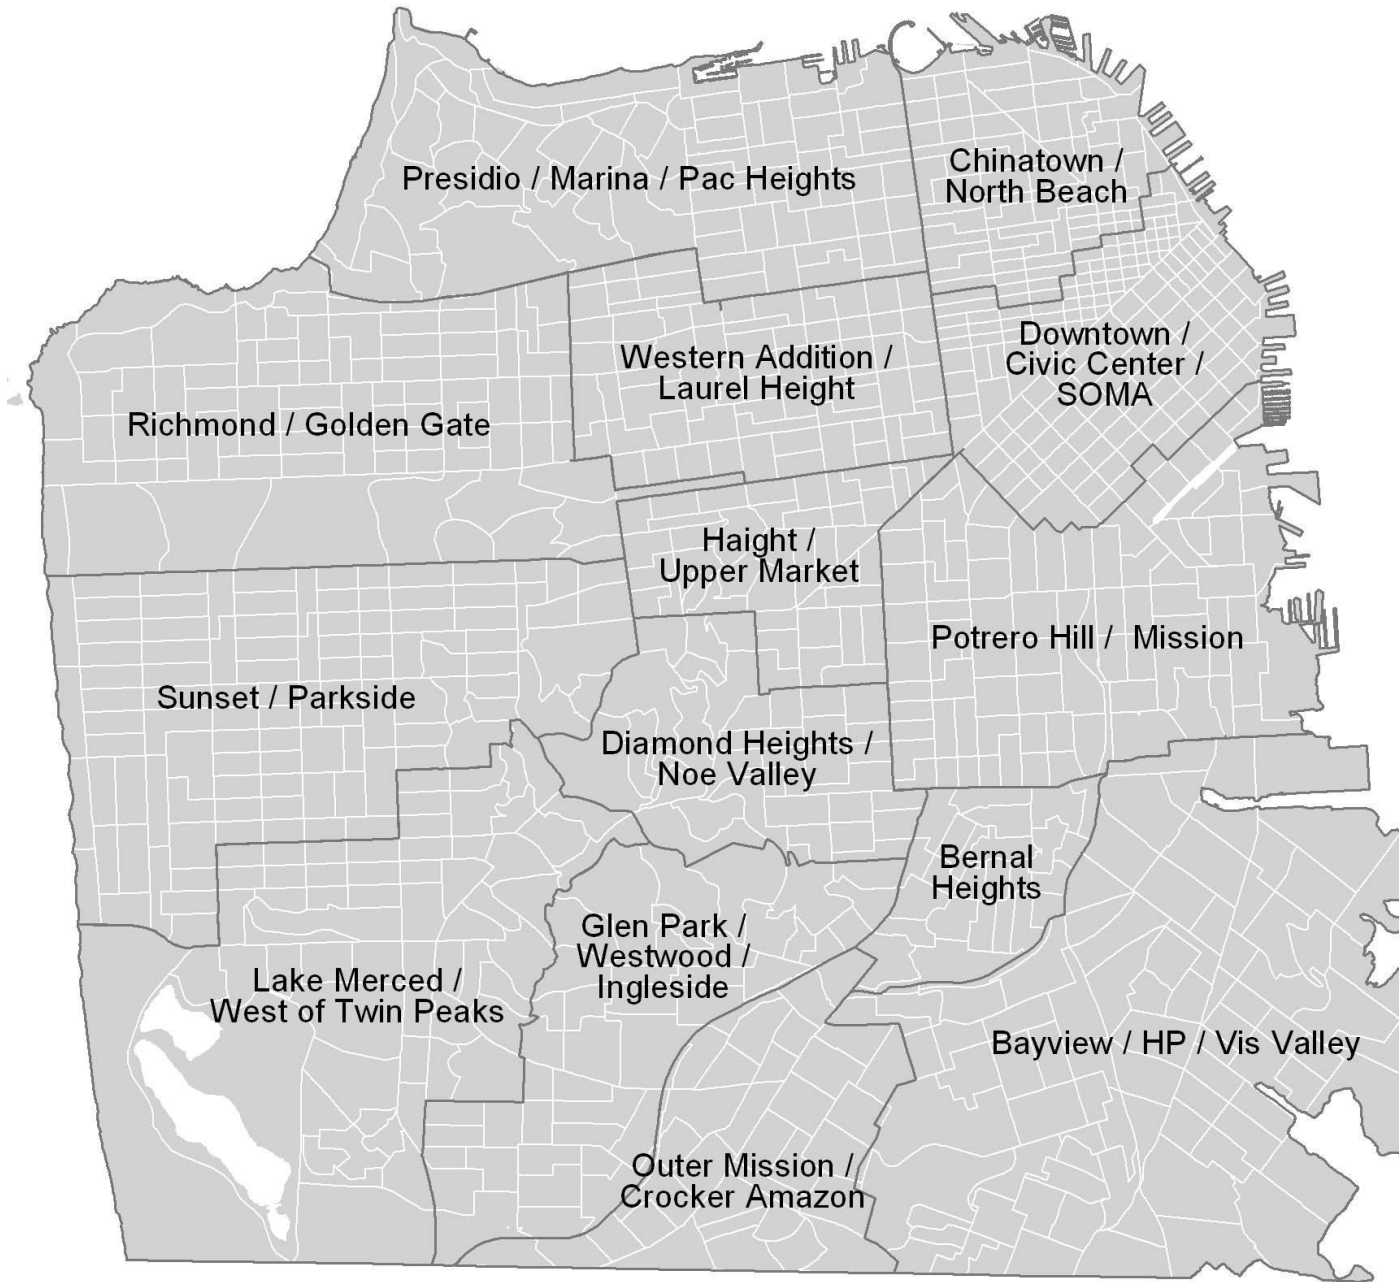 Presidio / Marina / Pac Heights
Chinatown /
North Beach
Downtown /
Civic Center /
SOMA
Western Addition /
Laurel Height
Richmond / Golden Gate
Haight /
Upper Market
Potrero Hill / Mission
Sunset / Parkside
Diamond Heights /
Noe Valley
Bernal
Heights
Glen Park /
Westwood /
Ingleside
Lake Merced /
West of Twin Peaks
Bayview / HP / Vis Valley
Outer Mission /
Crocker Amazon